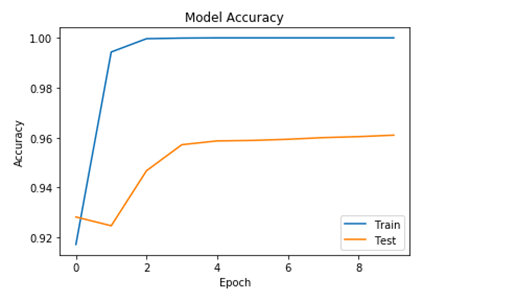 Model Accuracy
1.00
0.98
0.96
0.94
0.92
Accuracy
0 2 4 6 8
Epoch
Train
Test